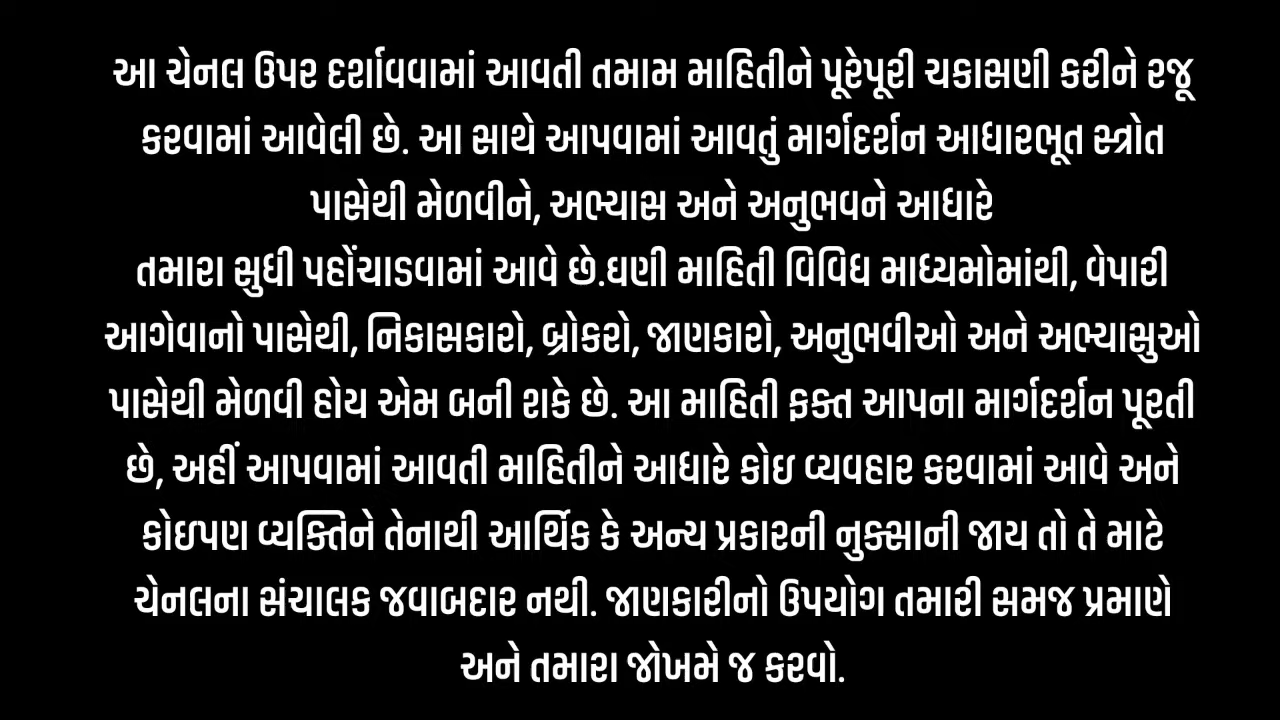 આ ચેનલ ઉપર દર્શાવવામાં આવતી તમામ માહિતીને પૂરેપૂરી ચકાસણી કરીને રજૂ
કરવામાં આવેલી છે. આ સાથે આપવામાં આવતું માર્ગદર્શન આધારભૂત સ્ત્રોત
પાસેથી મેળવીને, અભ્યાસ અને અનુભવને આધારે
તમારા સુધી પહોંચાડવામાં આવે છે.ઘણી માહિતી વિવિધ માધ્યમોમાંથી, વેપારી
આગેવાનો પાસેથી, નિકાસકારો, બ્રોકરો, જાણકારો, અનુભવીઓ અને અભ્યાસુઓ
પાસેથી મેળવી હોય એમ બની શકે છે. આ માહિતી ફક્ત આપના માર્ગદર્શન પૂરતી
છે, અહીં આપવામાં આવતી માહિતીને આધારે કોઇ વ્યવહાર કરવામાં આવે અને
કોઇપણ વ્યક્તિને તેનાથી આર્થિક કે અન્ય પ્રકારની નુક્સાની જાય તો તે માટે
ચેનલના સંચાલક જવાબદાર નથી. જાણકારીનો ઉપયોગ તમારી સમજ પ્રમાણે
અને તમારા જોખમે જ કરવો.